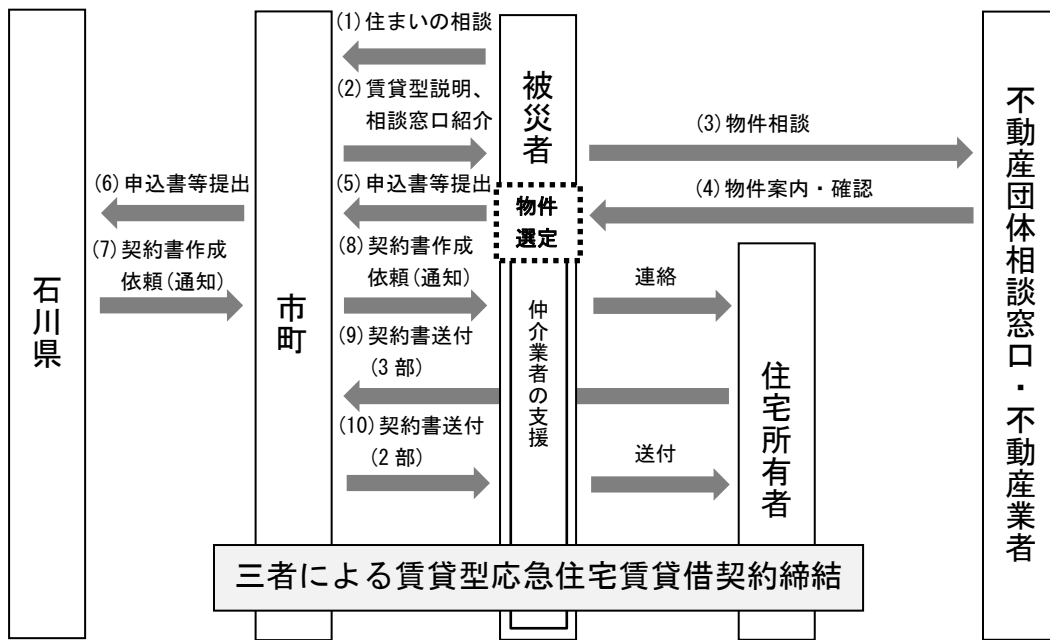 (1) 住まいの相談
(2) 賃貸型説明、
相談窓口紹介
(3) 物件相談
(4) 物件案内・確認
(5) 申込書等提出
(6) 申込書等提出
(7) 契約書作成
依頼(通知)
(8) 契約書作成
依頼(通知)
(9) 契約書送付
(3 部)
(10) 契約書送付
(2 部)
連絡
送付
石川県
市町
被災者
物件
選定
仲介業者の支援
住宅所有者
不動産団体相談窓口・不動産業者
三者による賃貸型応急住宅賃貸借契約締結